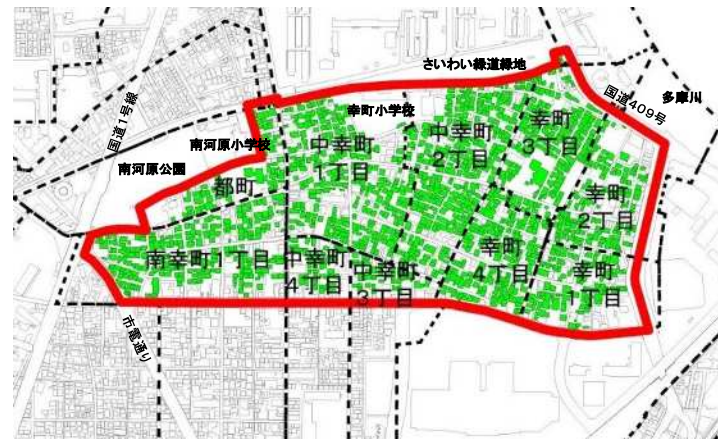 さいわい緑道緑地
国道409号
多摩川
国道1号線
幸町小学校
南河原小学校
南河原公園
中幸町
1丁目
中幸町
2丁目
幸町
3丁目
都町
幸町
2丁目
南幸町1丁目
中幸町
4丁目
中幸町
3丁目
幸町
4丁目
幸町
1丁目
市電通り